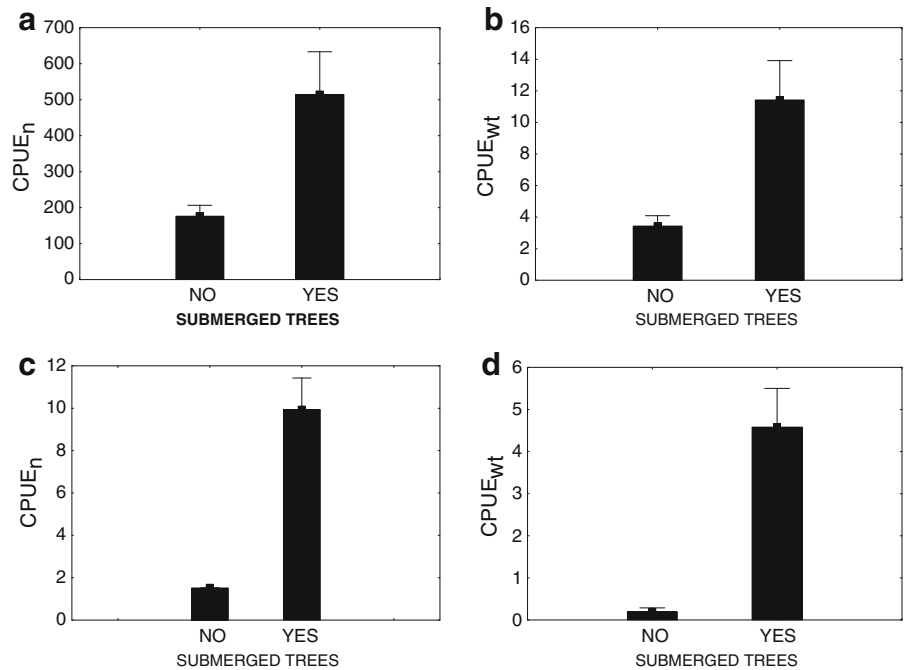 a
700
600
500
400
300
200
100
0
CPUEn
NO YES
SUBMERGED TREES
b
16
14
12
10
8
6
4
2
0
CPUEwt
NO YES
SUBMERGED TREES
c
12
10
8
6
4
2
0
CPUEn
NO YES
SUBMERGED TREES
d
6
5
4
3
2
1
0
CPUEwt
NO YES
SUBMERGED TREES